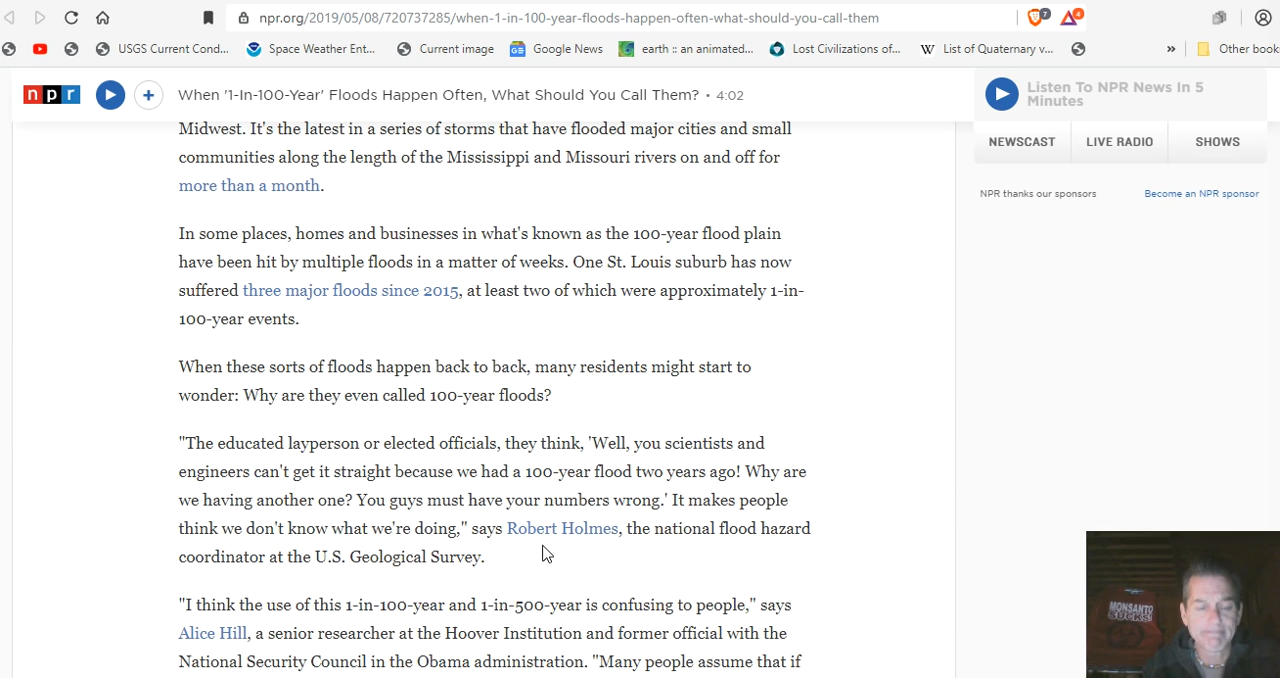 npr.org/2019/05/08/720737285/when-1-in-100-year-floods-happen-often-what-should-you-call-them
7
4
USGS Current Cond...
Space Weather Ent...
Current image
Google News
earth :: an animated...
Lost Civilizations of...
W List of Quaternary v...
»
Other book
npr
When '1-In-100-Year' Floods Happen Often, What Should You Call Them? • 4:02
Listen To NPR News In 5
Minutes
NEWSCAST
LIVE RADIO
SHOWS
NPR thanks our sponsors
Become an NPR sponsor
Midwest. It's the latest in a series of storms that have flooded major cities and small
communities along the length of the Mississippi and Missouri rivers on and off for
more than a month.
In some places, homes and businesses in what's known as the 100-year flood plain
have been hit by multiple floods in a matter of weeks. One St. Louis suburb has now
suffered three major floods since 2015, at least two of which were approximately 1-in-
100-year events.
When these sorts of floods happen back to back, many residents might start to
wonder: Why are they even called 100-year floods?
"The educated layperson or elected officials, they think, 'Well, you scientists and
engineers can't get it straight because we had a 100-year flood two years ago! Why are
we having another one? You guys must have your numbers wrong.' It makes people
think we don't know what we're doing," says Robert Holmes, the national flood hazard
coordinator at the U.S. Geological Survey.
"I think the use of this 1-in-100-year and 1-in-500-year is confusing to people," says
Alice Hill, a senior researcher at the Hoover Institution and former official with the
National Security Council in the Obama administration. "Many people assume that if
MONSANTO
SUCKS!